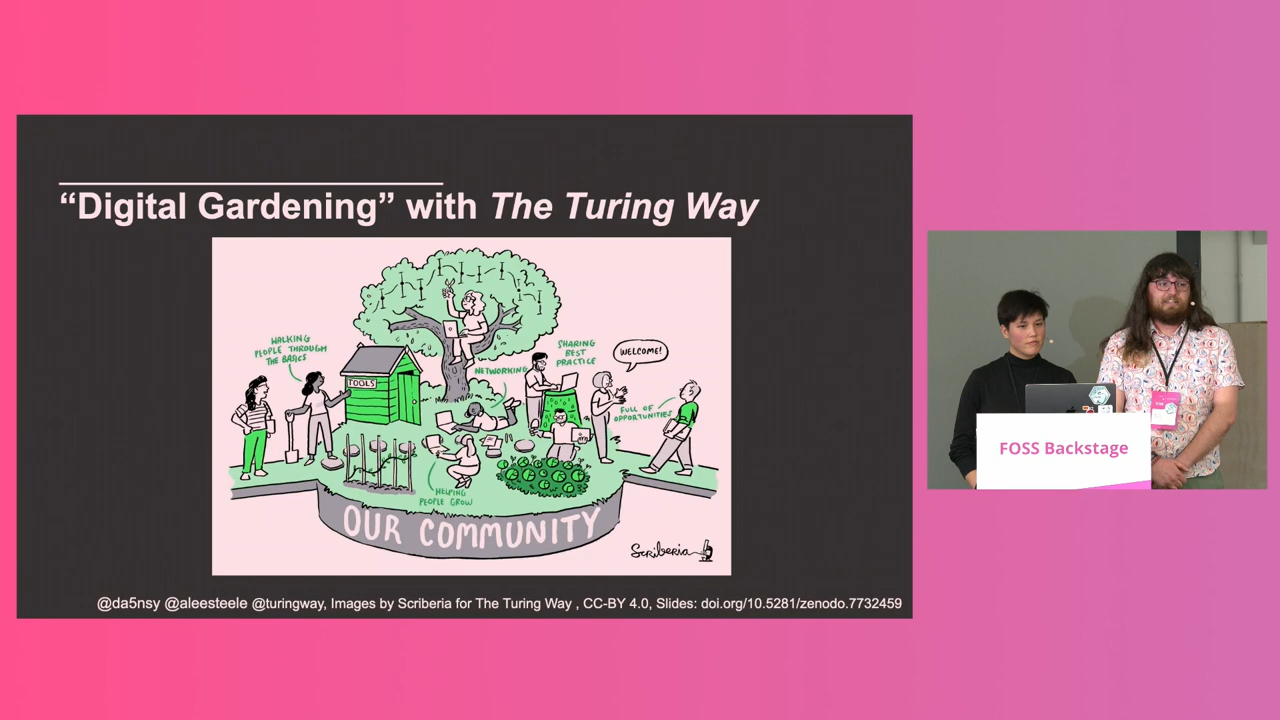 “Digital Gardening” with The Turing Way
WALKING
PEOPLE THROUGH
THE BASICS
TOOLS
NETWORKING
SHARING
BEST
PRACTICE
WELCOME!
FULL OF
OPPORTUNITIES
HELPING
PEOPLE GROW
OUR COMMUNITY
Scriberia
@da5nsy @aleesteele @turingway, Images by Scriberia for The Turing Way , CC-BY 4.0, Slides: doi.org/10.5281/zenodo.7732459
FOSS Backstage